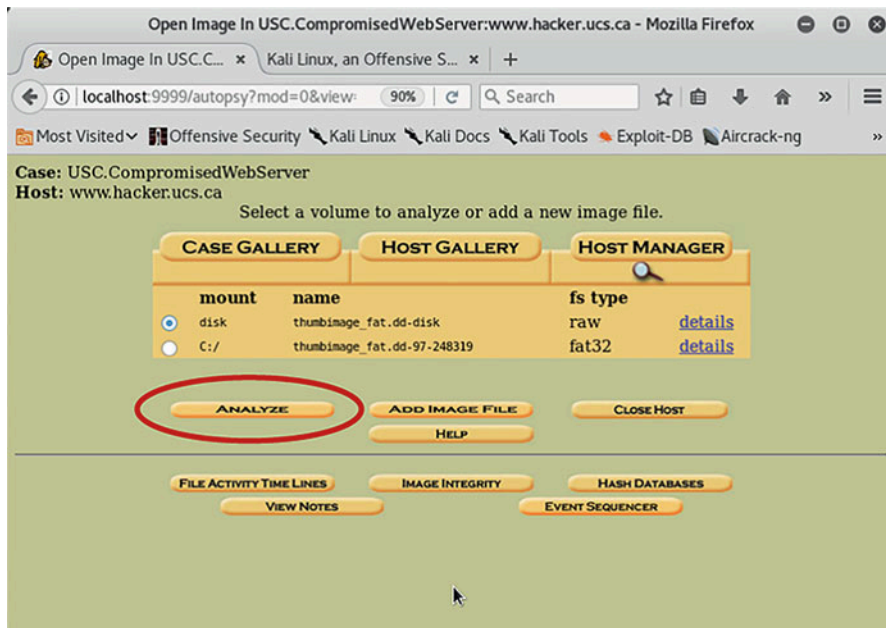 Open Image In USC.CompromisedWebServer:www.hacker.ucs.ca - Mozilla Firefox
Open Image In USC.C... × Kali Linux, an Offensive S... × +
localhost:9999/autopsy?mod=0&view= 90% Search
Most Visited Offensive Security Kali Linux Kali Docs Kali Tools Exploit-DB Aircrack-ng »
Case: USC.CompromisedWebServer
Host: www.hacker.ucs.ca
Select a volume to analyze or add a new image file.
CASE GALLERY HOST GALLERY HOST MANAGER
mount name fs type
disk thumbimage_fat.dd-disk raw details
C:/ thumbimage_fat.dd-97-248319 fat32 details
ANALYZE ADD IMAGE FILE CLOSE HOST
HELP
FILE ACTIVITY TIME LINES IMAGE INTEGRITY HASH DATABASES
VIEW NOTES EVENT SEQUENCER